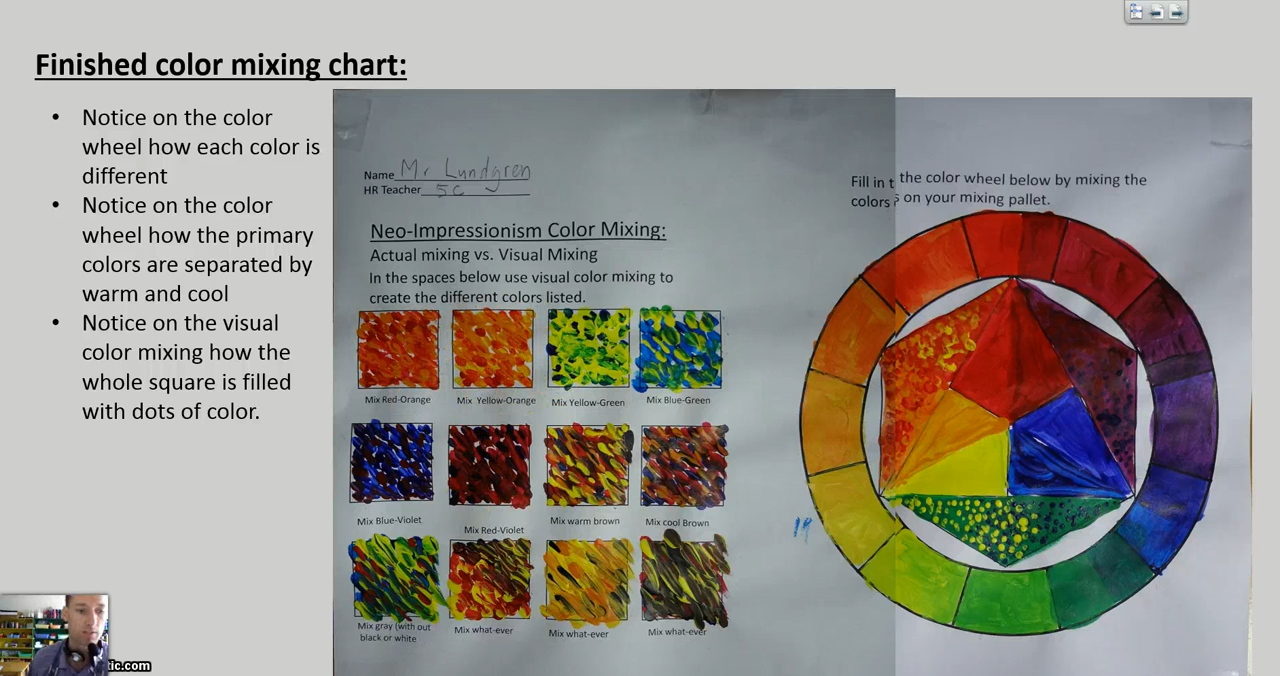 Finished color mixing chart:
• Notice on the color
wheel how each color is
different
• Notice on the color
wheel how the primary
colors are separated by
warm and cool
• Notice on the visual
color mixing how the
whole square is filled
with dots of color.
Name Mr Lundgren
HR Teacher 5C
Neo-Impressionism Color Mixing:
Actual mixing vs. Visual Mixing
In the spaces below use visual color mixing to
create the different colors listed.
Mix Red-Orange
Mix Yellow-Orange
Mix Yellow-Green
Mix Blue-Green
Mix Blue-Violet
Mix Red-Violet
Mix warm brown
Mix cool Brown
Mix gray (with out
black or white
Mix what-ever
Mix what-ever
Mix what-ever
Fill in t the color wheel below by mixing the
colors s on your mixing pallet.
tic.com